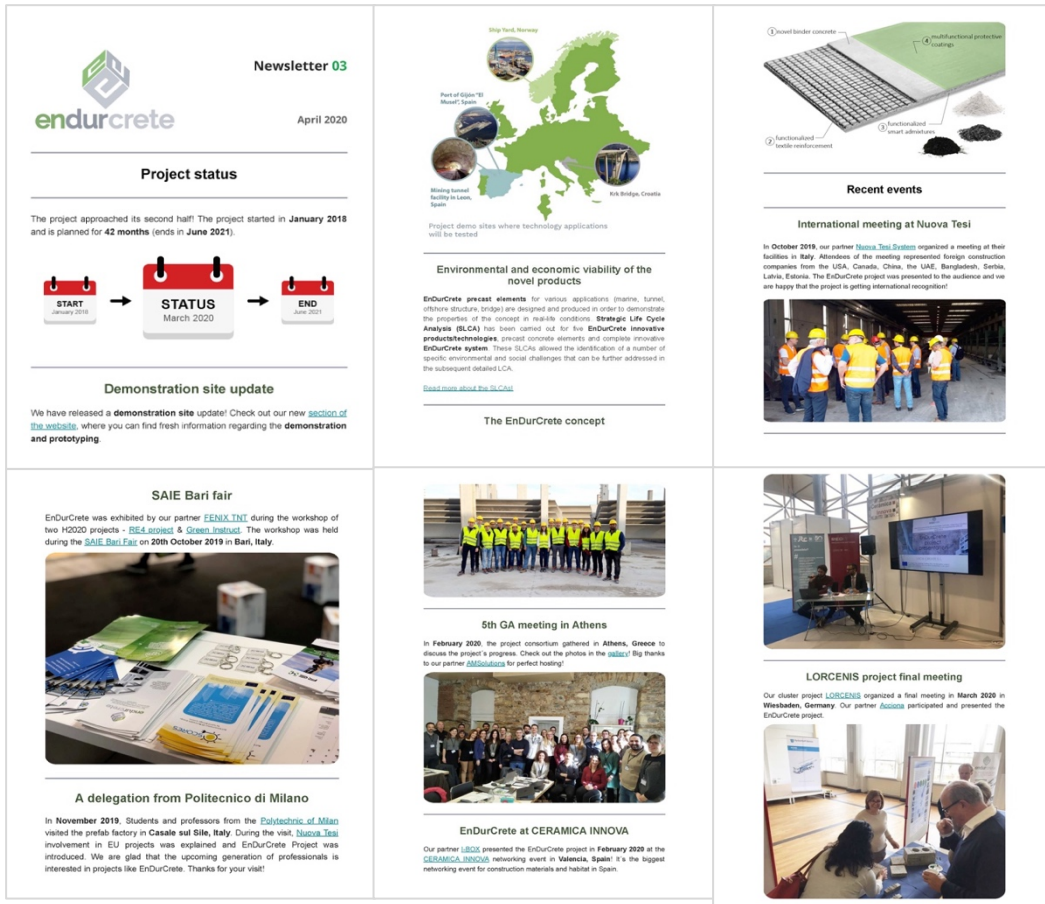 endurcrete
Newsletter 03
April 2020
Project status
The project approached its second half! The project started in January 2018
and is planned for 42 months (ends in June 2021).
START
January 2018
STATUS
March 2020
END
June 2021
Demonstration site update
We have released a demonstration site update! Check out our new section of
the website, where you can find fresh information regarding the demonstration
and prototyping.
Ship Yard, Norway
Port of Gijón "El
Musel", Spain
Mining tunnel
facility in Leon,
Spain
Krk Bridge, Croatia
Project demo sites where technology applications
will be tested
Environmental and economic viability of the
novel products
EnDurCrete precast elements for various applications (marine, tunnel,
offshore structure, bridge) are designed and produced in order to demonstrate
the properties of the concept in real-life conditions. Strategic Life Cycle
Analysis (SLCA) has been carried out for five EnDurCrete innovative
products/technologies, precast concrete elements and complete innovative
EnDurCrete system. These SLCAs allowed the identification of a number of
specific environmental and social challenges that can be further addressed in
the subsequent detailed LCA.
Read more about the SLCAs!
The EnDurCrete concept
1 novel binder concrete
4 multifunctional protective
coatings
3 functionalized
smart admixtures
2 functionalized
textile reinforcement
Recent events
International meeting at Nuova Tesi
In October 2019, our partner Nuova Tesi System organized a meeting at their
facilities in Italy. Attendees of the meeting represented foreign construction
companies from the USA, Canada, China, the UAE, Bangladesh, Serbia,
Latvia, Estonia. The EnDurCrete project was presented to the audience and we
are happy that the project is getting international recognition!
SAIE Bari fair
EnDurCrete was exhibited by our partner FENIX TNT during the workshop of
two H2020 projects - RE4 project & Green Instruct. The workshop was held
during the SAIE Bari Fair on 20th October 2019 in Bari, Italy.
A delegation from Politecnico di Milano
In November 2019, Students and professors from the Polytechnic of Milan
visited the prefab factory in Casale sul Sile, Italy. During the visit, Nuova Tesi
involvement in EU projects was explained and EnDurCrete Project was
introduced. We are glad that the upcoming generation of professionals is
interested in projects like EnDurCrete. Thanks for your visit!
5th GA meeting in Athens
In February 2020, the project consortium gathered in Athens, Greece to
discuss the project´s progress. Check out the photos in the gallery! Big thanks
to our partner AMSolutions for perfect hosting!
EnDurCrete at CERAMICA INNOVA
Our partner I-BOX presented the EnDurCrete project in February 2020 at the
CERAMICA INNOVA networking event in Valencia, Spain! It´s the biggest
networking event for construction materials and habitat in Spain.
LORCENIS project final meeting
Our cluster project LORCENIS organized a final meeting in March 2020 in
Wiesbaden, Germany. Our partner Acciona participated and presented the
EnDurCrete project.